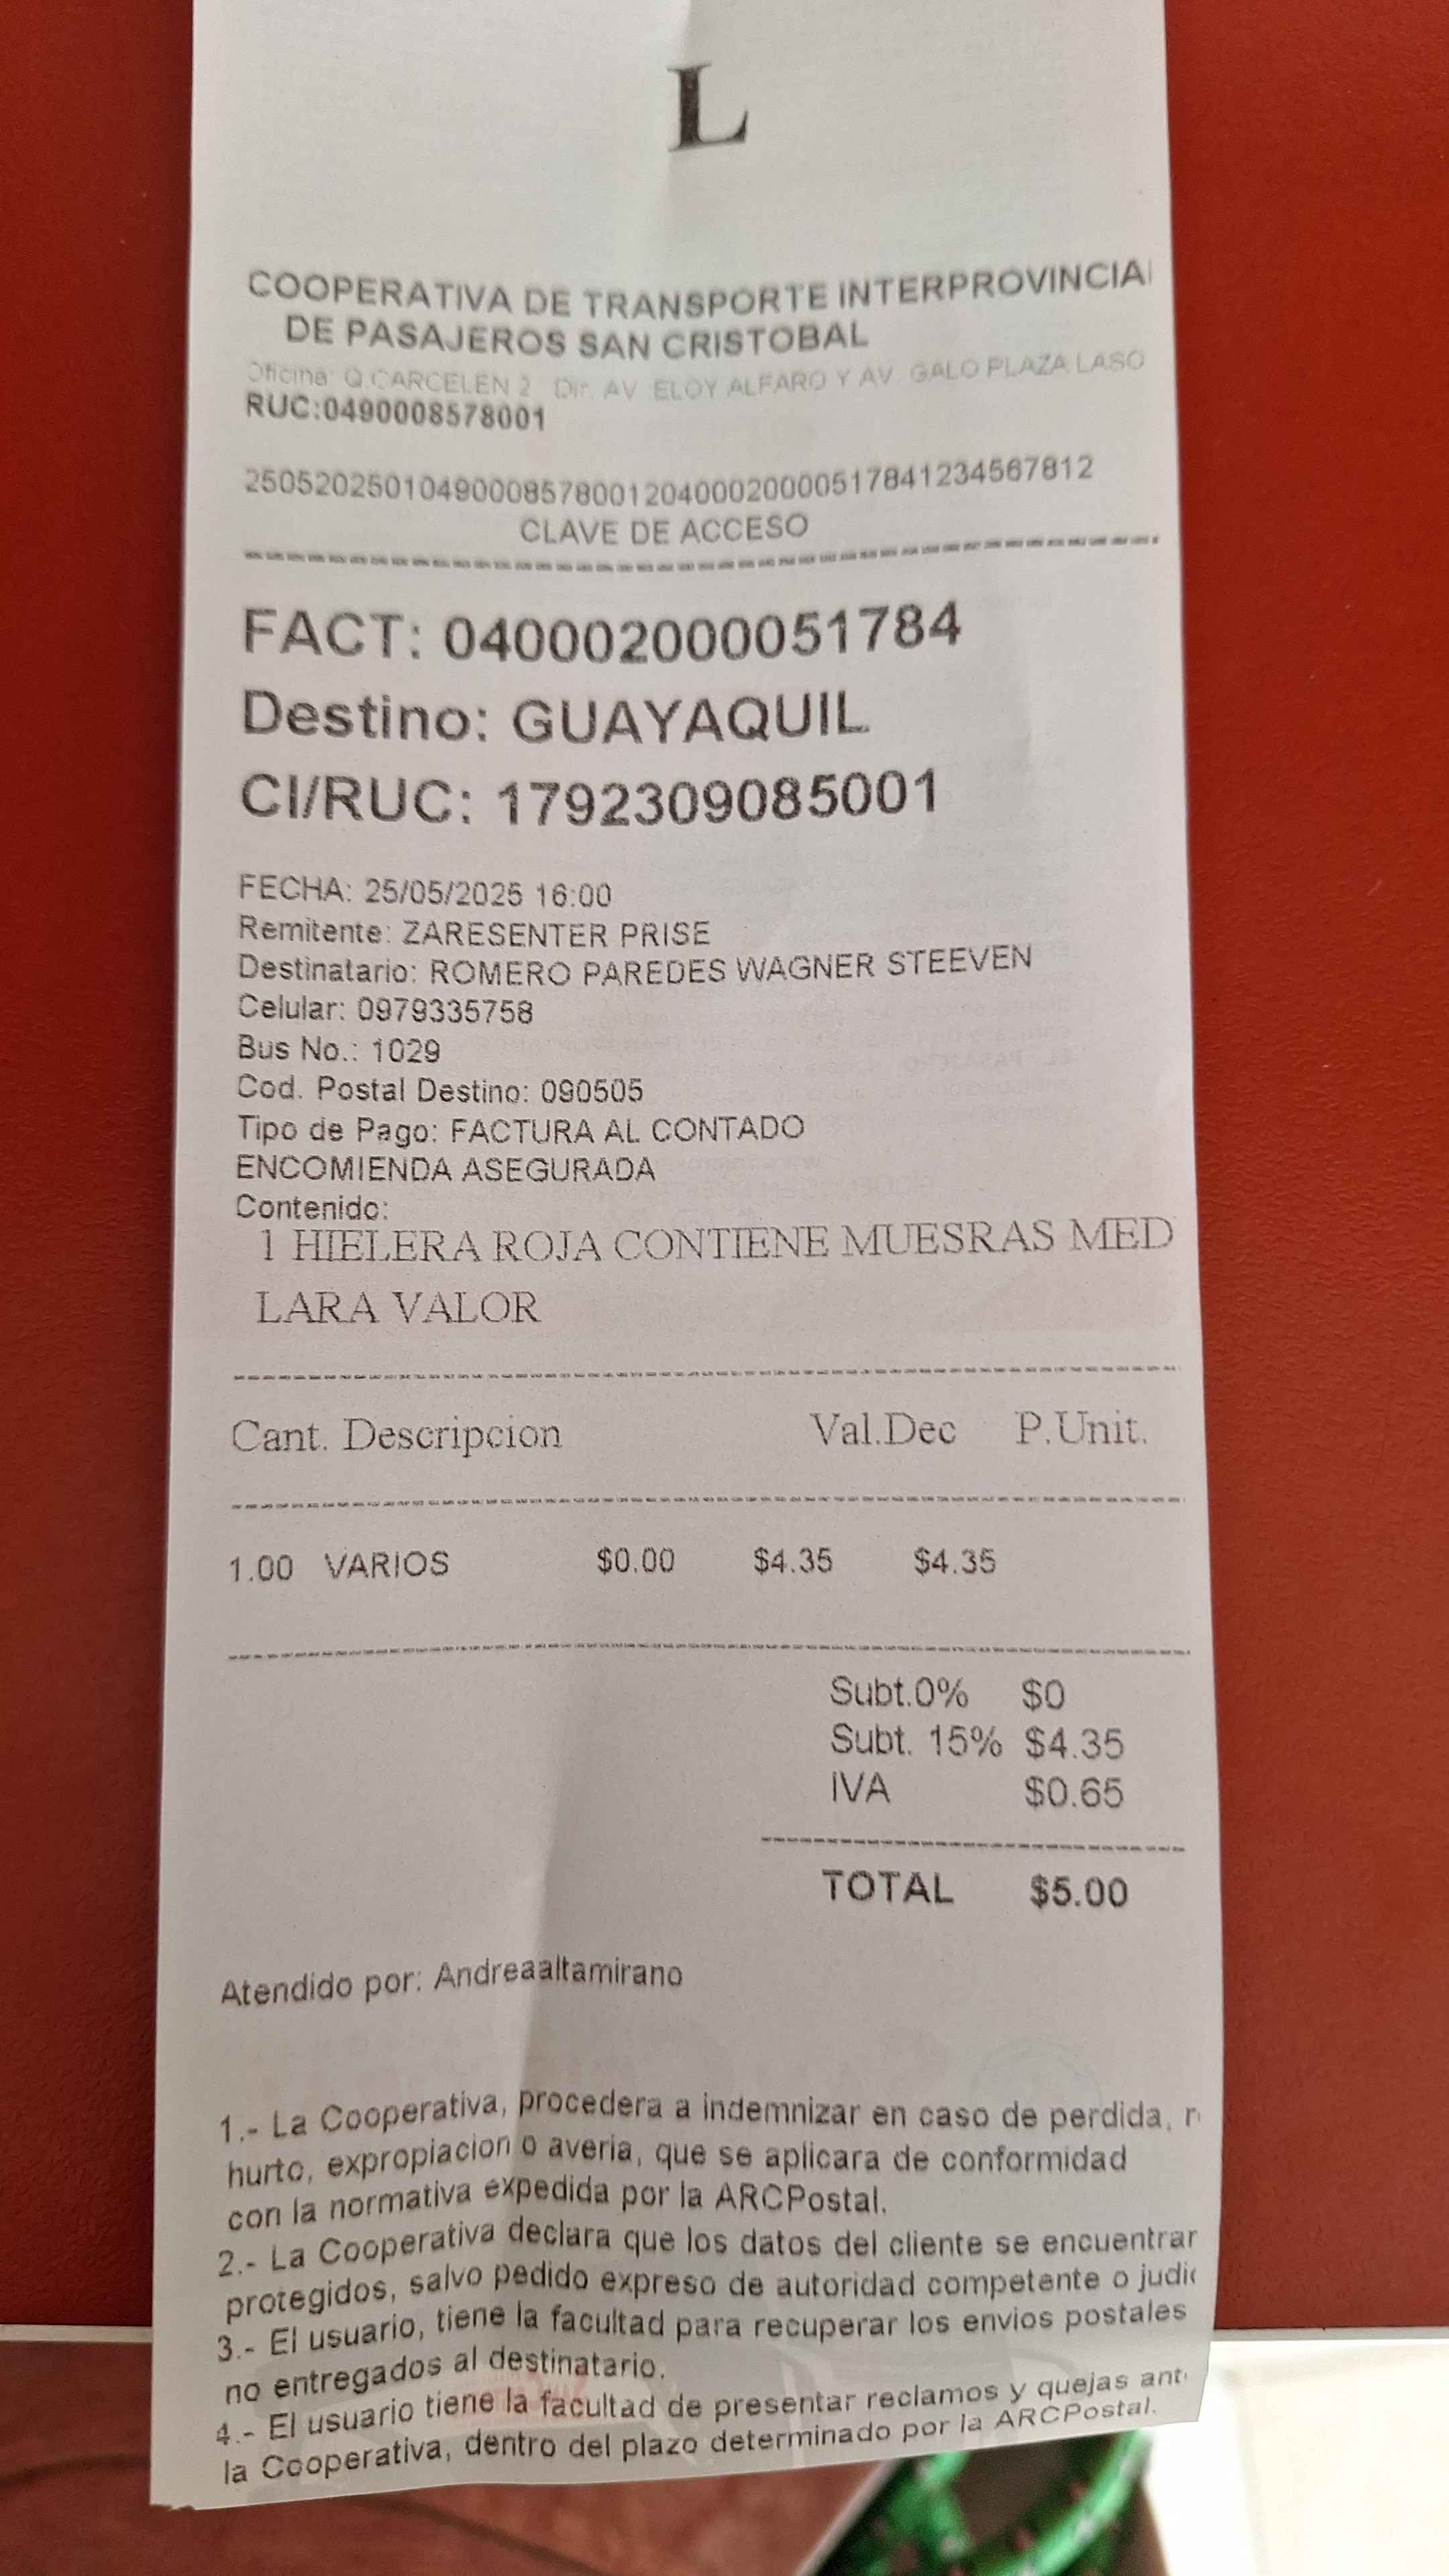 L
COOPERATIVA DE TRANSPORTE INTERPROVINCIA
DE PASAJEROS SAN CRISTOBAL
Oficina: Q.CARCELEN 2 Dir. AV. ELOY ALFARO Y AV. GALO PLAZA LASO
RUC:0490008578001
2505202501049000857800120400020000517841234567812
CLAVE DE ACCESO
FACT: 040002000051784
Destino: GUAYAQUIL
CI/RUC: 1792309085001
FECHA: 25/05/2025 16:00
Remitente: ZARESENTER PRISE
Destinatario: ROMERO PAREDES WAGNER STEEVEN
Celular: 0979335758
Bus No.: 1029
Cod. Postal Destino: 090505
Tipo de Pago: FACTURA AL CONTADO
ENCOMIENDA ASEGURADA
Contenido:
1 HIELERA ROJA CONTIENE MUESRAS MED
LARA VALOR
Cant. Descripcion Val.Dec P.Unit.
1.00 VARIOS $0.00 $4.35 $4.35
Subt.0% $0
Subt. 15% $4.35
IVA $0.65
TOTAL $5.00
Atendido por: Andreaaltamirano
1.- La Cooperativa, procedera a indemnizar en caso de perdida,
hurto, expropiacion o averia, que se aplicara de conformidad
con la normativa expedida por la ARCPostal.
2.- La Cooperativa declara que los datos del cliente se encuentrar
protegidos, salvo pedido expreso de autoridad competente o judic
3.- El usuario, tiene la facultad para recuperar los envios postales
no entregados al destinatario.
4.- El usuario tiene la facultad de presentar reclamos y quejas ant
la Cooperativa, dentro del plazo determinado por la ARCPostal.